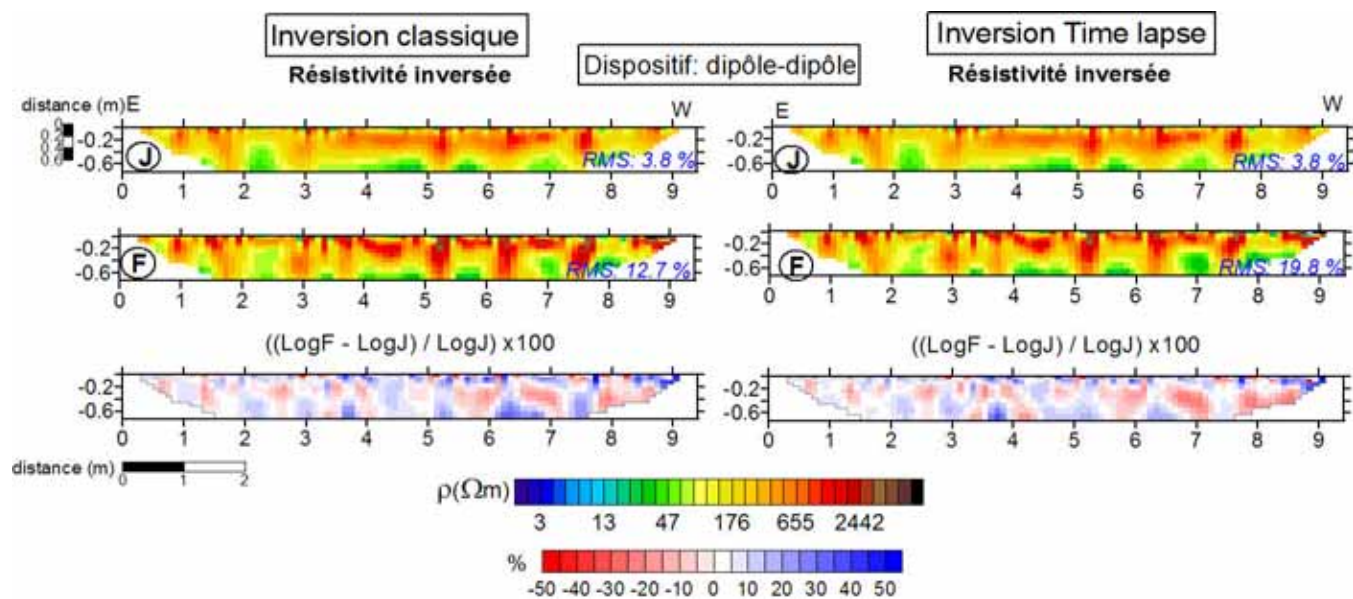 Inversion classique
Inversion Time lapse
Dispositif: dipôle-dipôle
Résistivité inversée
Résistivité inversée
distance (m) E
W
E
W
-0.2
-0.6
J
RMS: 3.8 %
0 1 2 3 4 5 6 7 8 9
-0.2
-0.6
J
RMS: 3.8 %
0 1 2 3 4 5 6 7 8 9
-0.2
-0.6
F
RMS: 12.7 %
0 1 2 3 4 5 6 7 8 9
-0.2
-0.6
F
RMS: 19.8 %
0 1 2 3 4 5 6 7 8 9
((LogF - LogJ) / LogJ) x100
((LogF - LogJ) / LogJ) x100
-0.2
-0.6
0 1 2 3 4 5 6 7 8 9
-0.2
-0.6
0 1 2 3 4 5 6 7 8 9
distance (m)
0 1 2
ρ(Ωm)
3 13 47 176 655 2442
%
-50 -40 -30 -20 -10 0 10 20 30 40 50